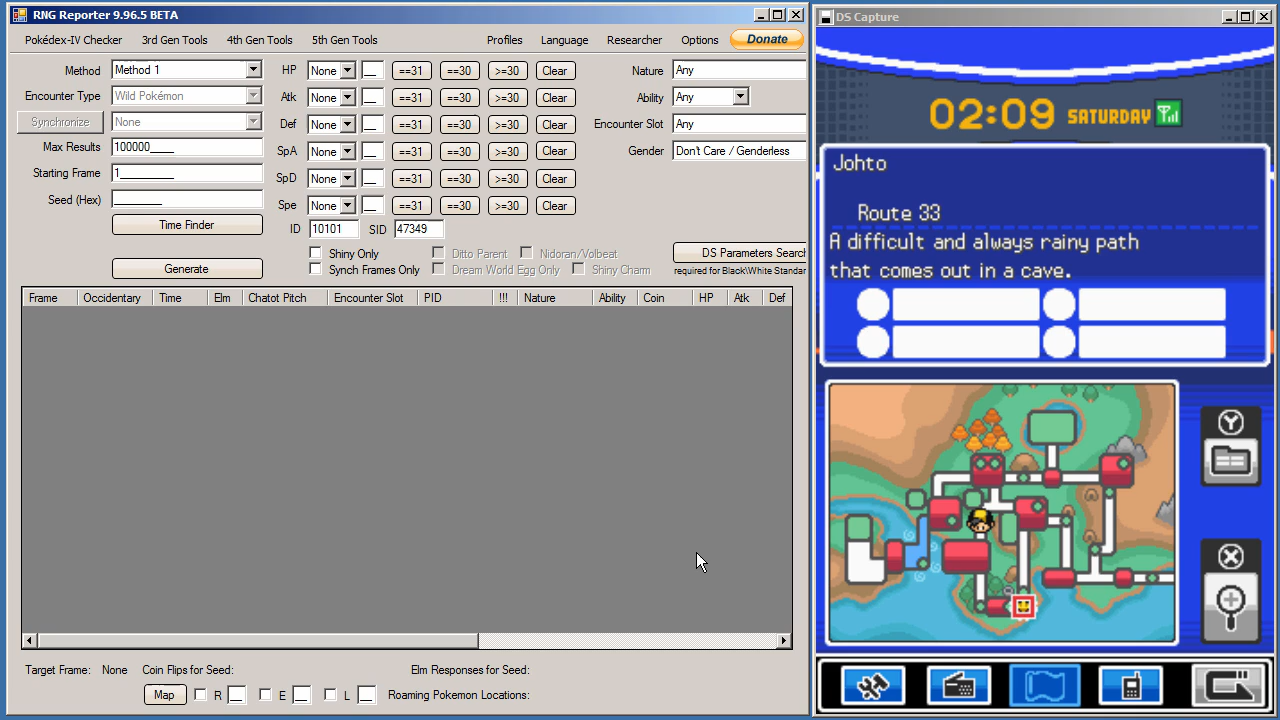 RNG Reporter 9.96.5 BETA
Pokédex-IV Checker 3rd Gen Tools 4th Gen Tools 5th Gen Tools Profiles Language Researcher Options Donate
Method Method 1 HP None ==31 ==30 >=30 Clear Nature Any
Encounter Type Wild Pokémon Atk None ==31 ==30 >=30 Clear Ability Any
Synchronize None Def None ==31 ==30 >=30 Clear Encounter Slot Any
Max Results 100000 SpA None ==31 ==30 >=30 Clear Gender Don't Care / Genderless
Starting Frame 1 SpD None ==31 ==30 >=30 Clear
Seed (Hex) Spe None ==31 ==30 >=30 Clear
Time Finder ID 10101 SID 47349
Shiny Only Ditto Parent Nidoran/Volbeat DS Parameters Searc
Generate Synch Frames Only Dream World Egg Only Shiny Charm required for Black\White Standar
Frame Occidentary Time Elm Chatot Pitch Encounter Slot PID !!! Nature Ability Coin HP Atk Def
Target Frame: None Coin Flips for Seed: Elm Responses for Seed:
Map R E L Roaming Pokemon Locations:
DS Capture
02:09 SATURDAY
Johto
Route 33
A difficult and always rainy path
that comes out in a cave.
Y
X